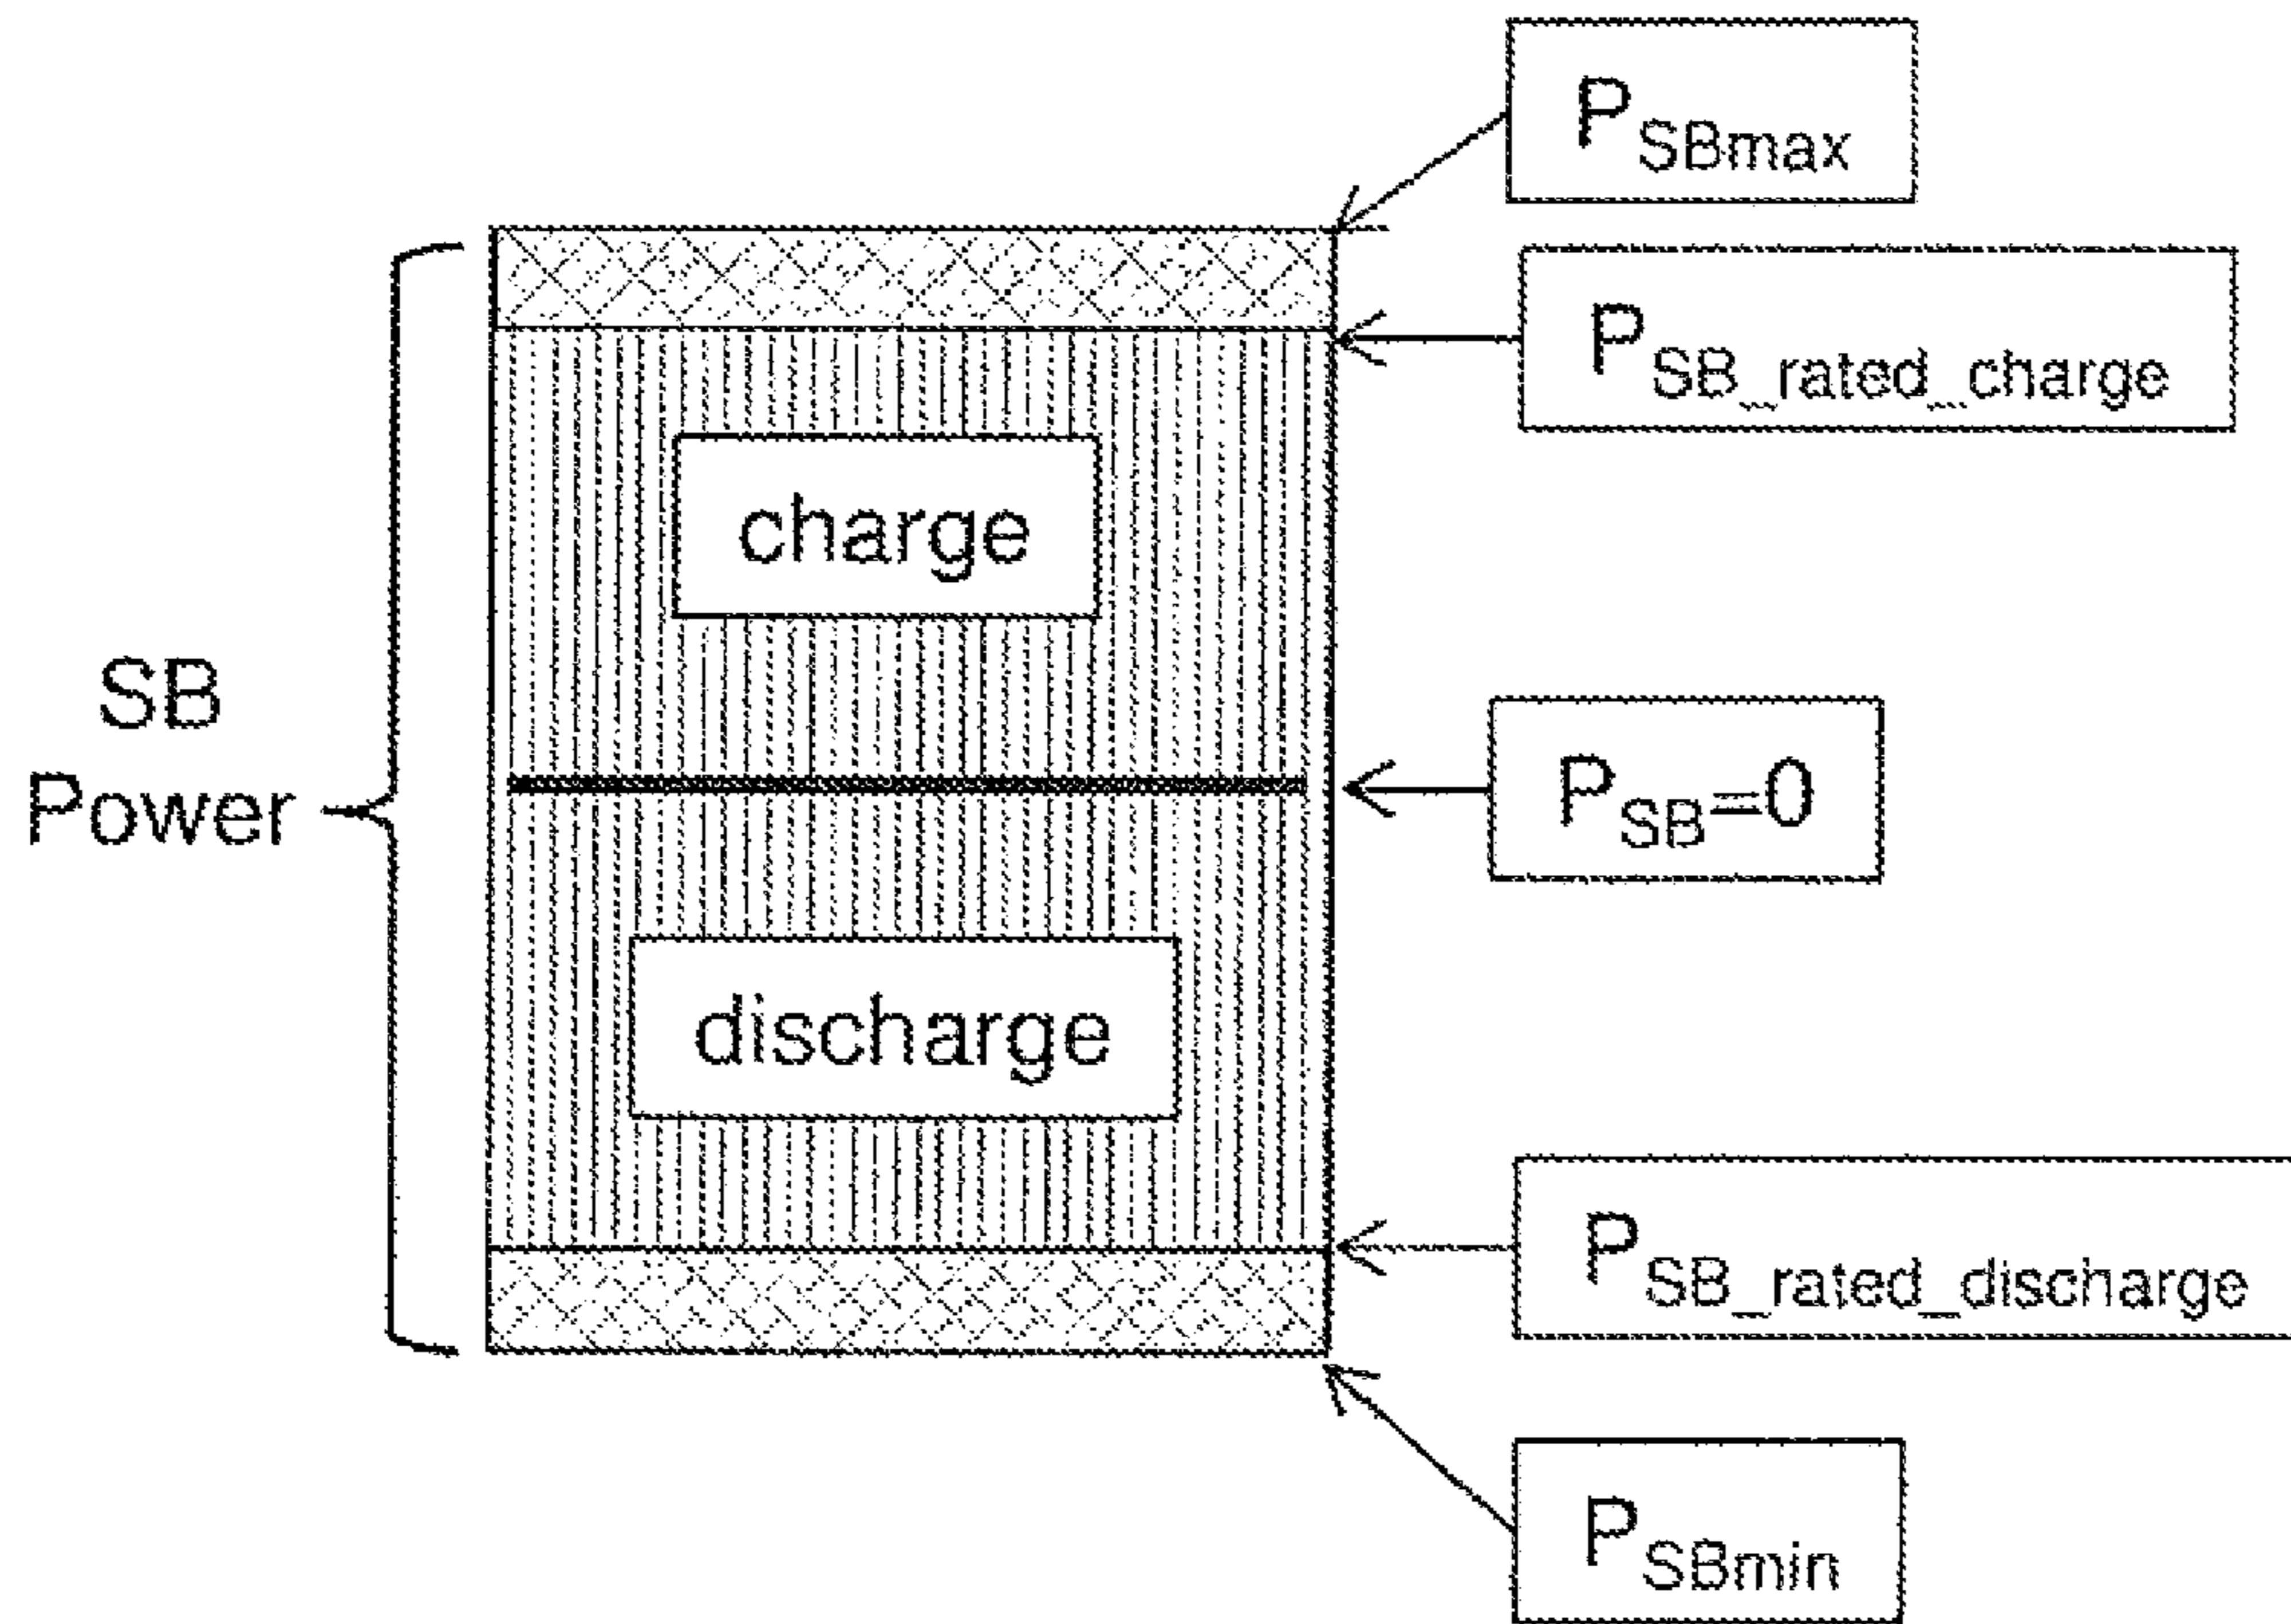 P_SBmax
P_SB_rated_charge
charge
SB
Power
P_SB=0
discharge
P_SB_rated_discharge
P_SBmin